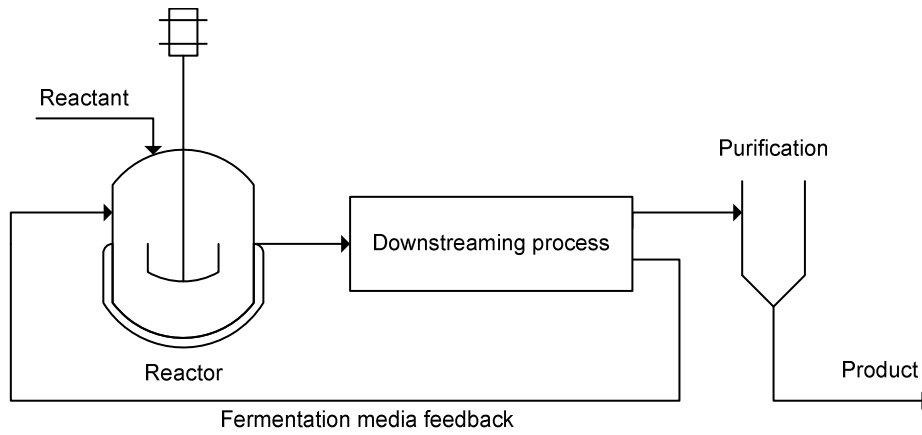 Reactant
Purification
Downstreaming process
Reactor
Product
Fermentation media feedback